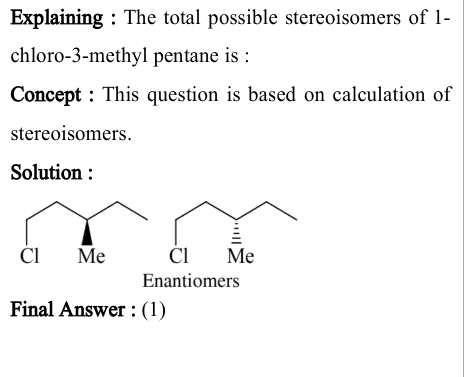 Explaining : The total possible stereoisomers of 1-
chloro-3-methyl pentane is :
Concept : This question is based on calculation of
stereoisomers.
Solution :
Cl Me Cl Me
Enantiomers
Final Answer : (1)